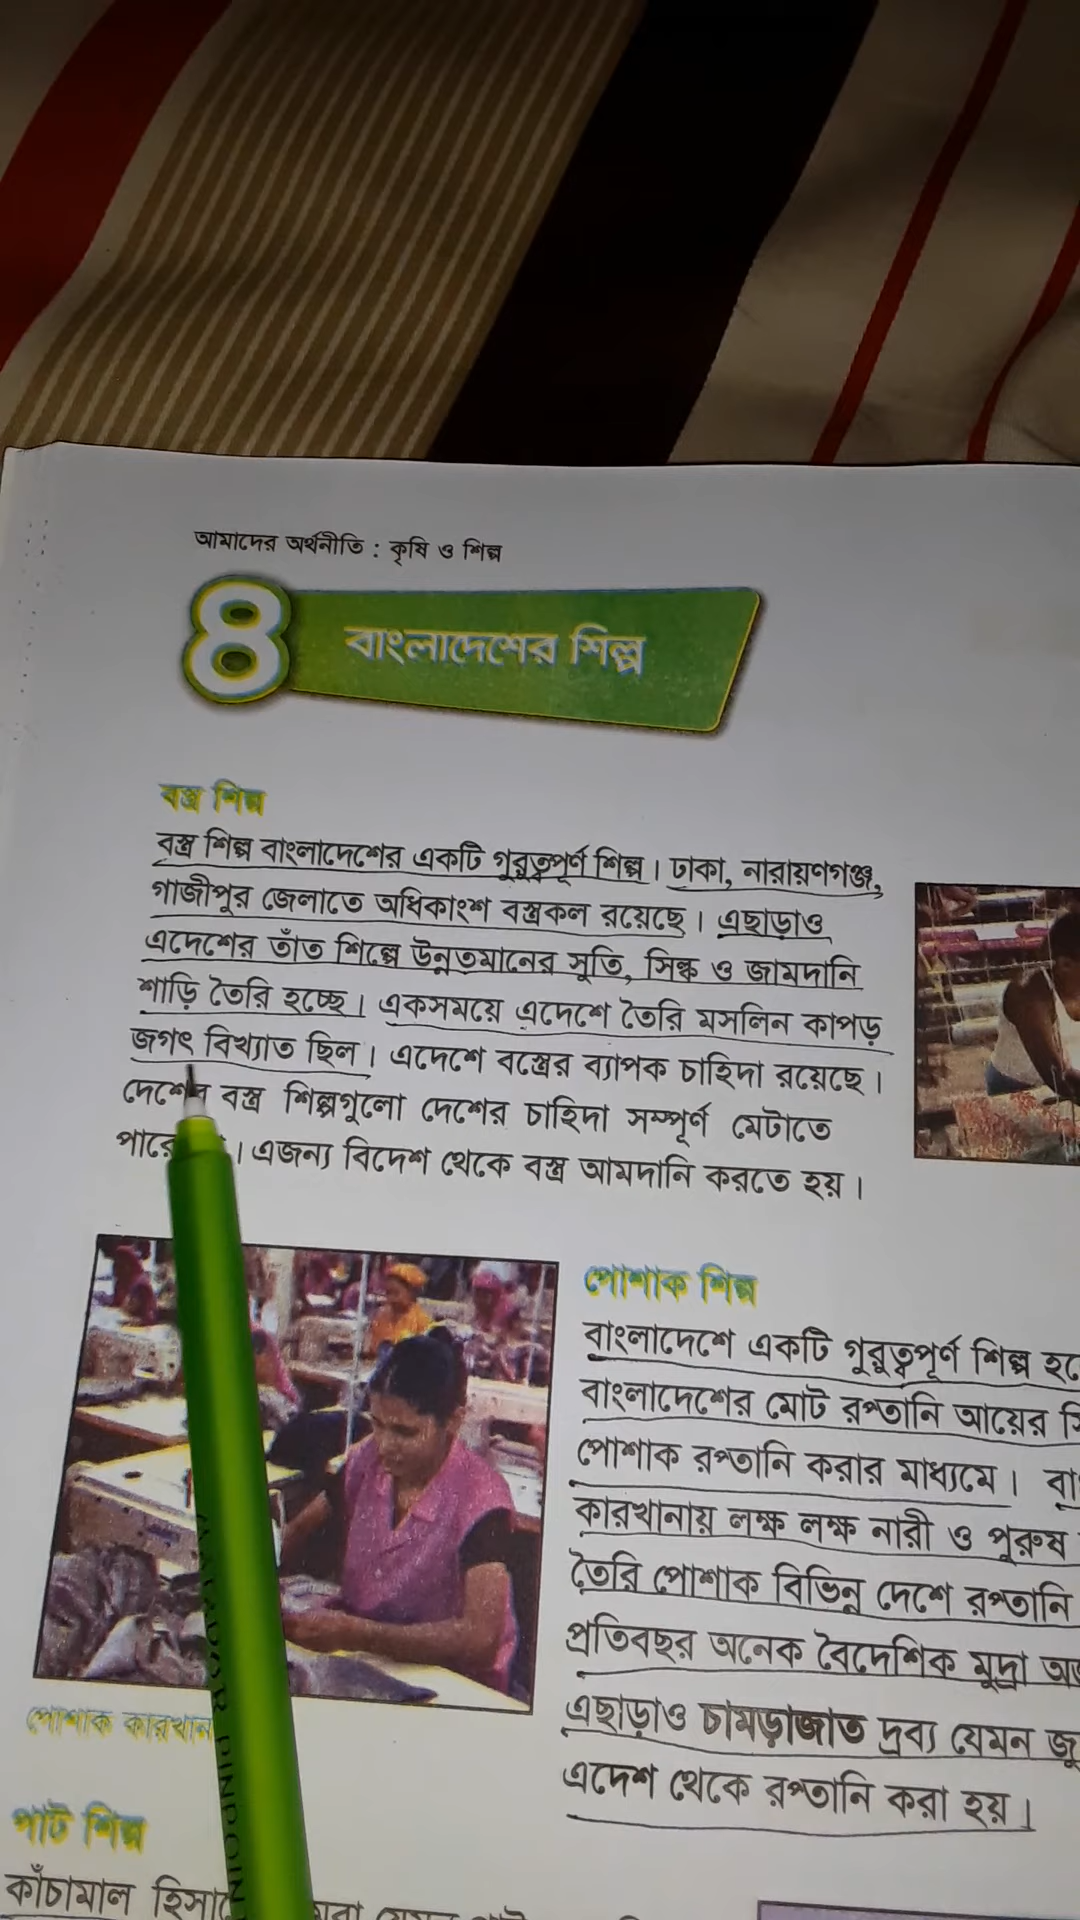 আমাদের অর্থনীতি : কৃষি ও শিল্প
8
বাংলাদেশের শিল্প
বস্ত্র শিল্প
বস্ত্র শিল্প বাংলাদেশের একটি গুরুত্বপূর্ণ শিল্প। ঢাকা, নারায়ণগঞ্জ,
গাজীপুর জেলাতে অধিকাংশ বস্ত্রকল রয়েছে। এছাড়াও
এদেশের তাঁত শিল্পে উন্নতমানের সুতি, সিল্ক ও জামদানি
শাড়ি তৈরি হচ্ছে। একসময়ে এদেশে তৈরি মসলিন কাপড়
জগৎ বিখ্যাত ছিল। এদেশে বস্ত্রের ব্যাপক চাহিদা রয়েছে।
দেশের বস্ত্র শিল্পগুলো দেশের চাহিদা সম্পূর্ণ মেটাতে
পারে । এজন্য বিদেশ থেকে বস্ত্র আমদানি করতে হয়।
পোশাক শিল্প
বাংলাদেশে একটি গুরুত্বপূর্ণ শিল্প
বাংলাদেশের মোট রপ্তানি আয়ের
পোশাক রপ্তানি করার মাধ্যমে।
কারখানায় লক্ষ লক্ষ নারী ও পুরুষ
তৈরি পোশাক বিভিন্ন দেশে রপ্তানি
প্রতিবছর অনেক বৈদেশিক মুদ্রা
এছাড়াও চামড়াজাত দ্রব্য যেমন
এদেশ থেকে রপ্তানি করা হয়।
পোশাক কারখান
পাট শিল্প
কাঁচামাল